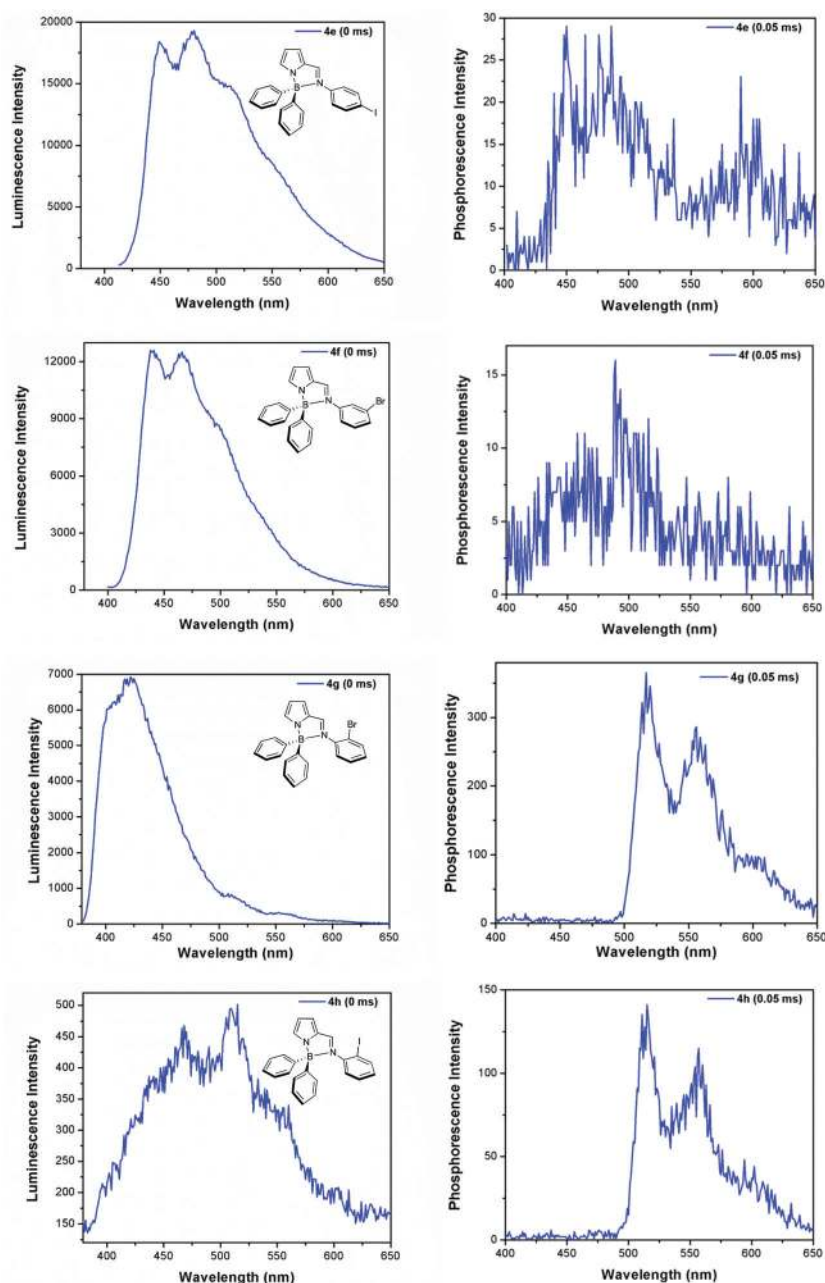 Luminescence Intensity
20000
15000
10000
5000
0
4e (0 ms)
N
B
N
I
400 450 500 550 600 650
Wavelength (nm)
Phosphorescence Intensity
30
25
20
15
10
5
0
4e (0.05 ms)
400 450 500 550 600 650
Wavelength (nm)
Luminescence Intensity
12000
9000
6000
3000
0
4f (0 ms)
N
Br
B
N
400 450 500 550 600 650
Wavelength (nm)
Phosphorescence Intensity
15
10
5
0
4f (0.05 ms)
400 450 500 550 600 650
Wavelength (nm)
Luminescence Intensity
7000
6000
5000
4000
3000
2000
1000
0
4g (0 ms)
N
Br
B
N
400 450 500 550 600 650
Wavelength (nm)
Phosphorescence Intensity
300
200
100
0
4g (0.05 ms)
400 450 500 550 600 650
Wavelength (nm)
Luminescence Intensity
500
450
400
350
300
250
200
150
4h (0 ms)
N
I
B
N
400 450 500 550 600 650
Wavelength (nm)
Phosphorescence Intensity
150
100
50
0
4h (0.05 ms)
400 450 500 550 600 650
Wavelength (nm)